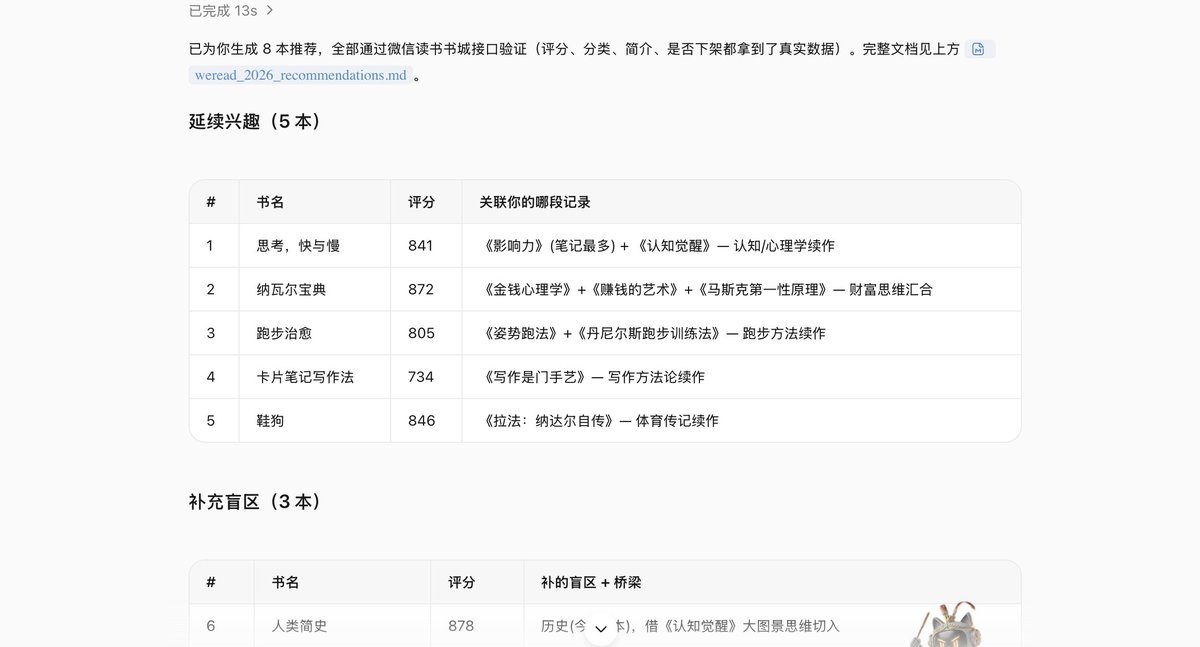 已完成 13s >
已为你生成 8 本推荐，全部通过微信读书书城接口验证（评分、分类、简介、是否下架都拿到了真实数据）。完整文档见上方
weread_2026_recommendations.md 。
延续兴趣（5 本）
# 书名 评分 关联你的哪段记录
1 思考，快与慢 841 《影响力》(笔记最多) + 《认知觉醒》— 认知/心理学续作
2 纳瓦尔宝典 872 《金钱心理学》+《赚钱的艺术》+《马斯克第一性原理》— 财富思维汇合
3 跑步治愈 805 《姿势跑法》+《丹尼尔斯跑步训练法》— 跑步方法续作
4 卡片笔记写作法 734 《写作是门手艺》— 写作方法论续作
5 鞋狗 846 《拉法：纳达尔自传》— 体育传记续作
补充盲区（3 本）
# 书名 评分 补的盲区 + 桥梁
6 人类简史 878 历史(今 本)，借《认知觉醒》大图景思维切入